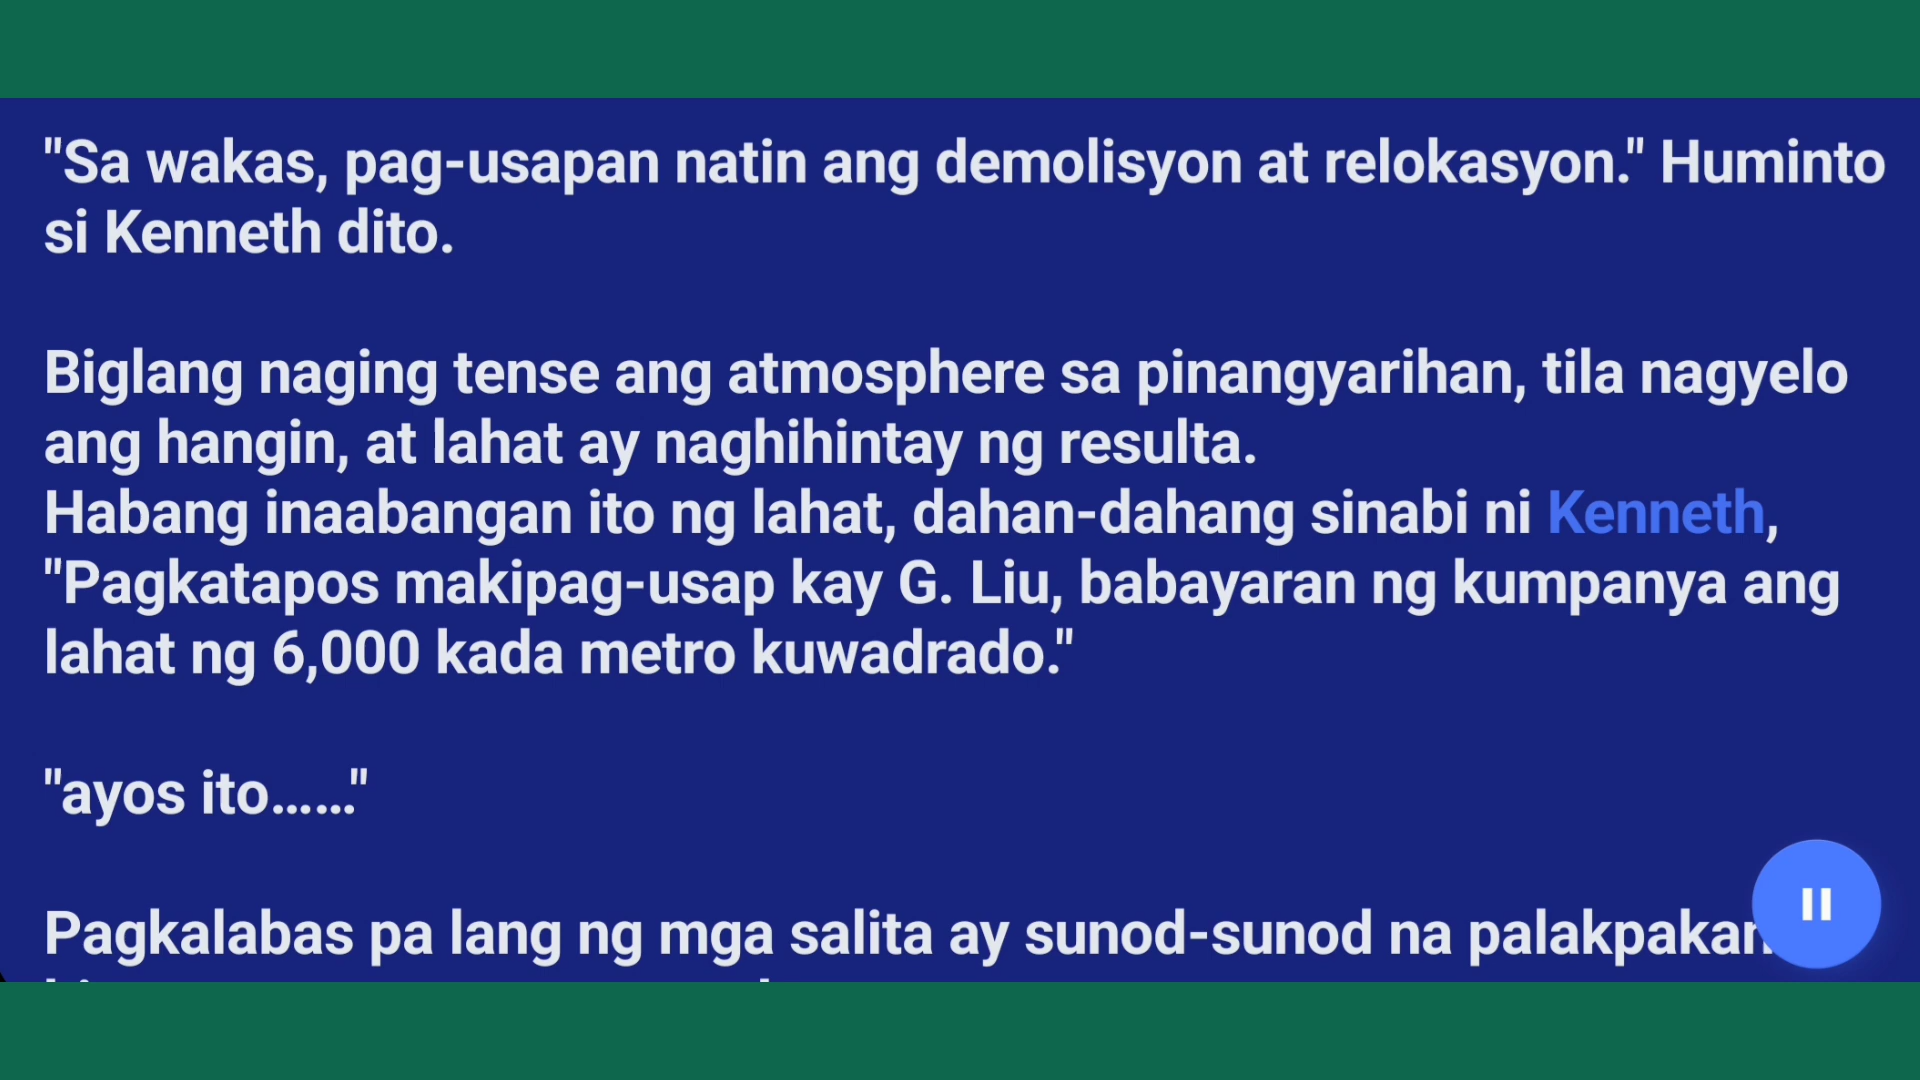 "Sa wakas, pag-usapan natin ang demolisyon at relokasyon." Huminto
si Kenneth dito.
Biglang naging tense ang atmosphere sa pinangyarihan, tila nagyelo
ang hangin, at lahat ay naghihintay ng resulta.
Habang inaabangan ito ng lahat, dahan-dahang sinabi ni Kenneth,
"Pagkatapos makipag-usap kay G. Liu, babayaran ng kumpanya ang
lahat ng 6,000 kada metro kuwadrado."
"ayos ito……"
Pagkalabas pa lang ng mga salita ay sunod-sunod na palakpakan